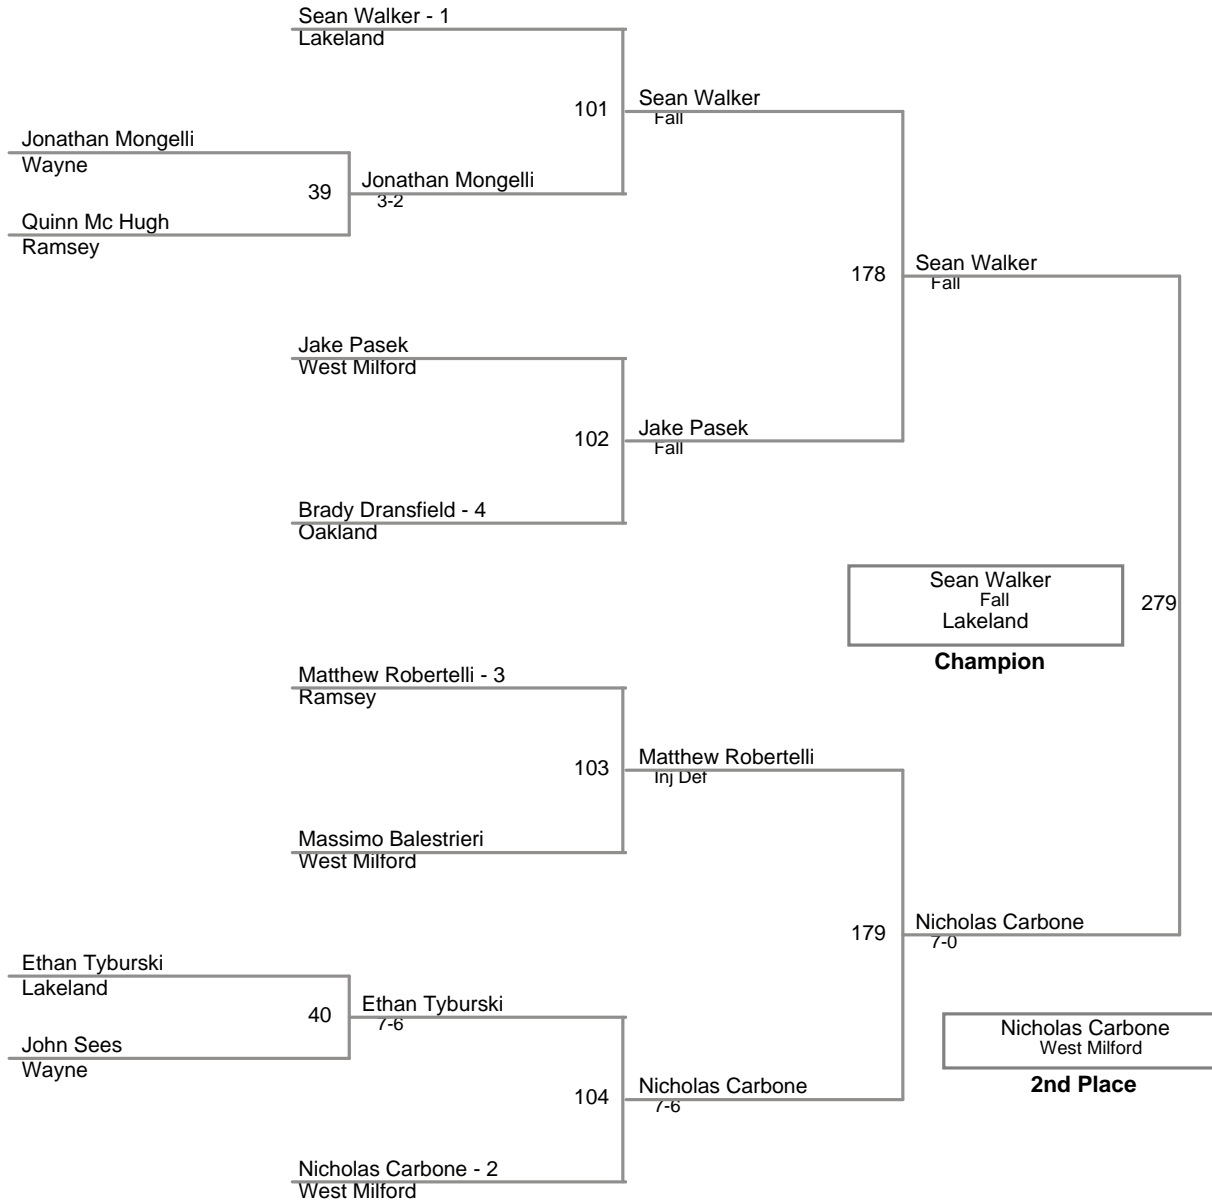 Sean Walker - 1
Lakeland
101
Sean Walker
Fall
Jonathan Mongelli
Wayne
39
Jonathan Mongelli
3-2
Quinn Mc Hugh
Ramsey
178
Sean Walker
Fall
Jake Pasek
West Milford
102
Jake Pasek
Fall
Brady Dransfield - 4
Oakland
Sean Walker
Fall
Lakeland
279
Champion
Matthew Robertelli - 3
Ramsey
103
Matthew Robertelli
Inj Def
Massimo Balestrieri
West Milford
179
Nicholas Carbone
7-0
Ethan Tyburski
Lakeland
40
Ethan Tyburski
7-6
John Sees
Wayne
Nicholas Carbone
West Milford
2nd Place
104
Nicholas Carbone
7-6
Nicholas Carbone - 2
West Milford